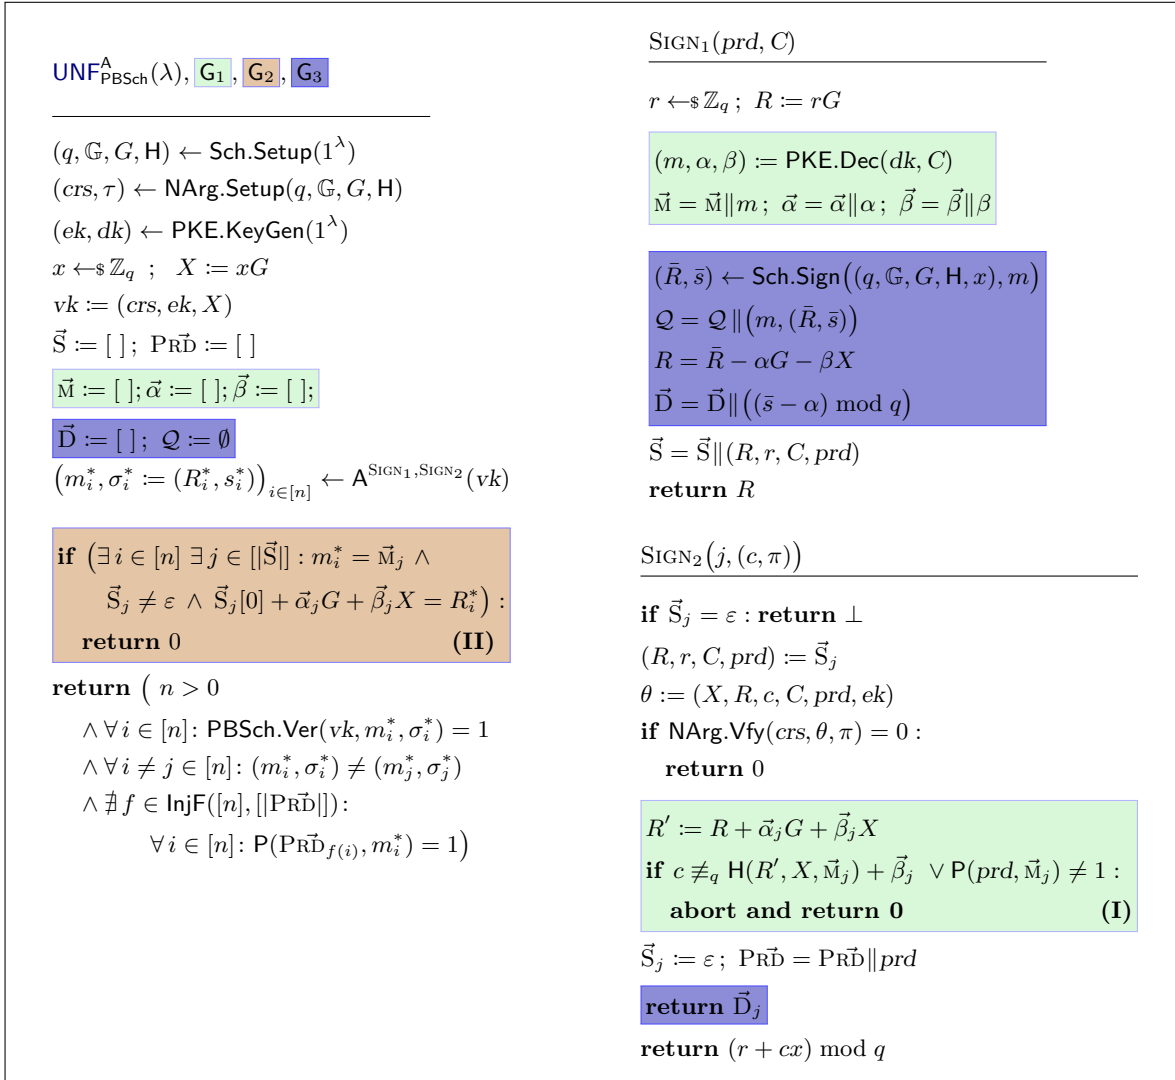 UNF^A_PBSch(λ), G₁, G₂, G₃
(q, 𝔾, G, H) ← Sch.Setup(1^λ)
(crs, τ) ← NArg.Setup(q, 𝔾, G, H)
(ek, dk) ← PKE.KeyGen(1^λ)
x ←$ ℤ_q ; X := xG
vk := (crs, ek, X)
S⃗ := [ ] ; PRD⃗ := [ ]
M⃗ := [ ]; α⃗ := [ ]; β⃗ := [ ];
D⃗ := [ ] ; 𝒬 := ∅
(m*_i, σ*_i := (R*_i, s*_i))_{i∈[n]} ← A^{SIGN₁,SIGN₂}(vk)
if (∃ i ∈ [n] ∃ j ∈ [|S⃗|] : m*_i = M⃗_j ∧
S⃗_j ≠ ε ∧ S⃗_j[0] + α⃗_j G + β⃗_j X = R*_i) :
return 0 (II)
return ( n > 0
∧ ∀ i ∈ [n]: PBSch.Ver(vk, m*_i, σ*_i) = 1
∧ ∀ i ≠ j ∈ [n]: (m*_i, σ*_i) ≠ (m*_j, σ*_j)
∧ ∄ f ∈ InjF([n], [|PRD⃗|]):
∀ i ∈ [n]: P(PRD⃗_{f(i)}, m*_i) = 1)
SIGN₁(prd, C)
r ←$ ℤ_q ; R := rG
(m, α, β) := PKE.Dec(dk, C)
M⃗ = M⃗‖m ; α⃗ = α⃗‖α ; β⃗ = β⃗‖β
(R̄, s̄) ← Sch.Sign((q, 𝔾, G, H, x), m)
𝒬 = 𝒬‖(m, (R̄, s̄))
R = R̄ − αG − βX
D⃗ = D⃗‖((s̄ − α) mod q)
S⃗ = S⃗‖(R, r, C, prd)
return R
SIGN₂(j, (c, π))
if S⃗_j = ε : return ⊥
(R, r, C, prd) := S⃗_j
θ := (X, R, c, C, prd, ek)
if NArg.Vfy(crs, θ, π) = 0 :
return 0
R′ := R + α⃗_j G + β⃗_j X
if c ≢_q H(R′, X, M⃗_j) + β⃗_j ∨ P(prd, M⃗_j) ≠ 1 :
abort and return 0 (I)
S⃗_j := ε ; PRD⃗ = PRD⃗‖prd
return D⃗_j
return (r + cx) mod q